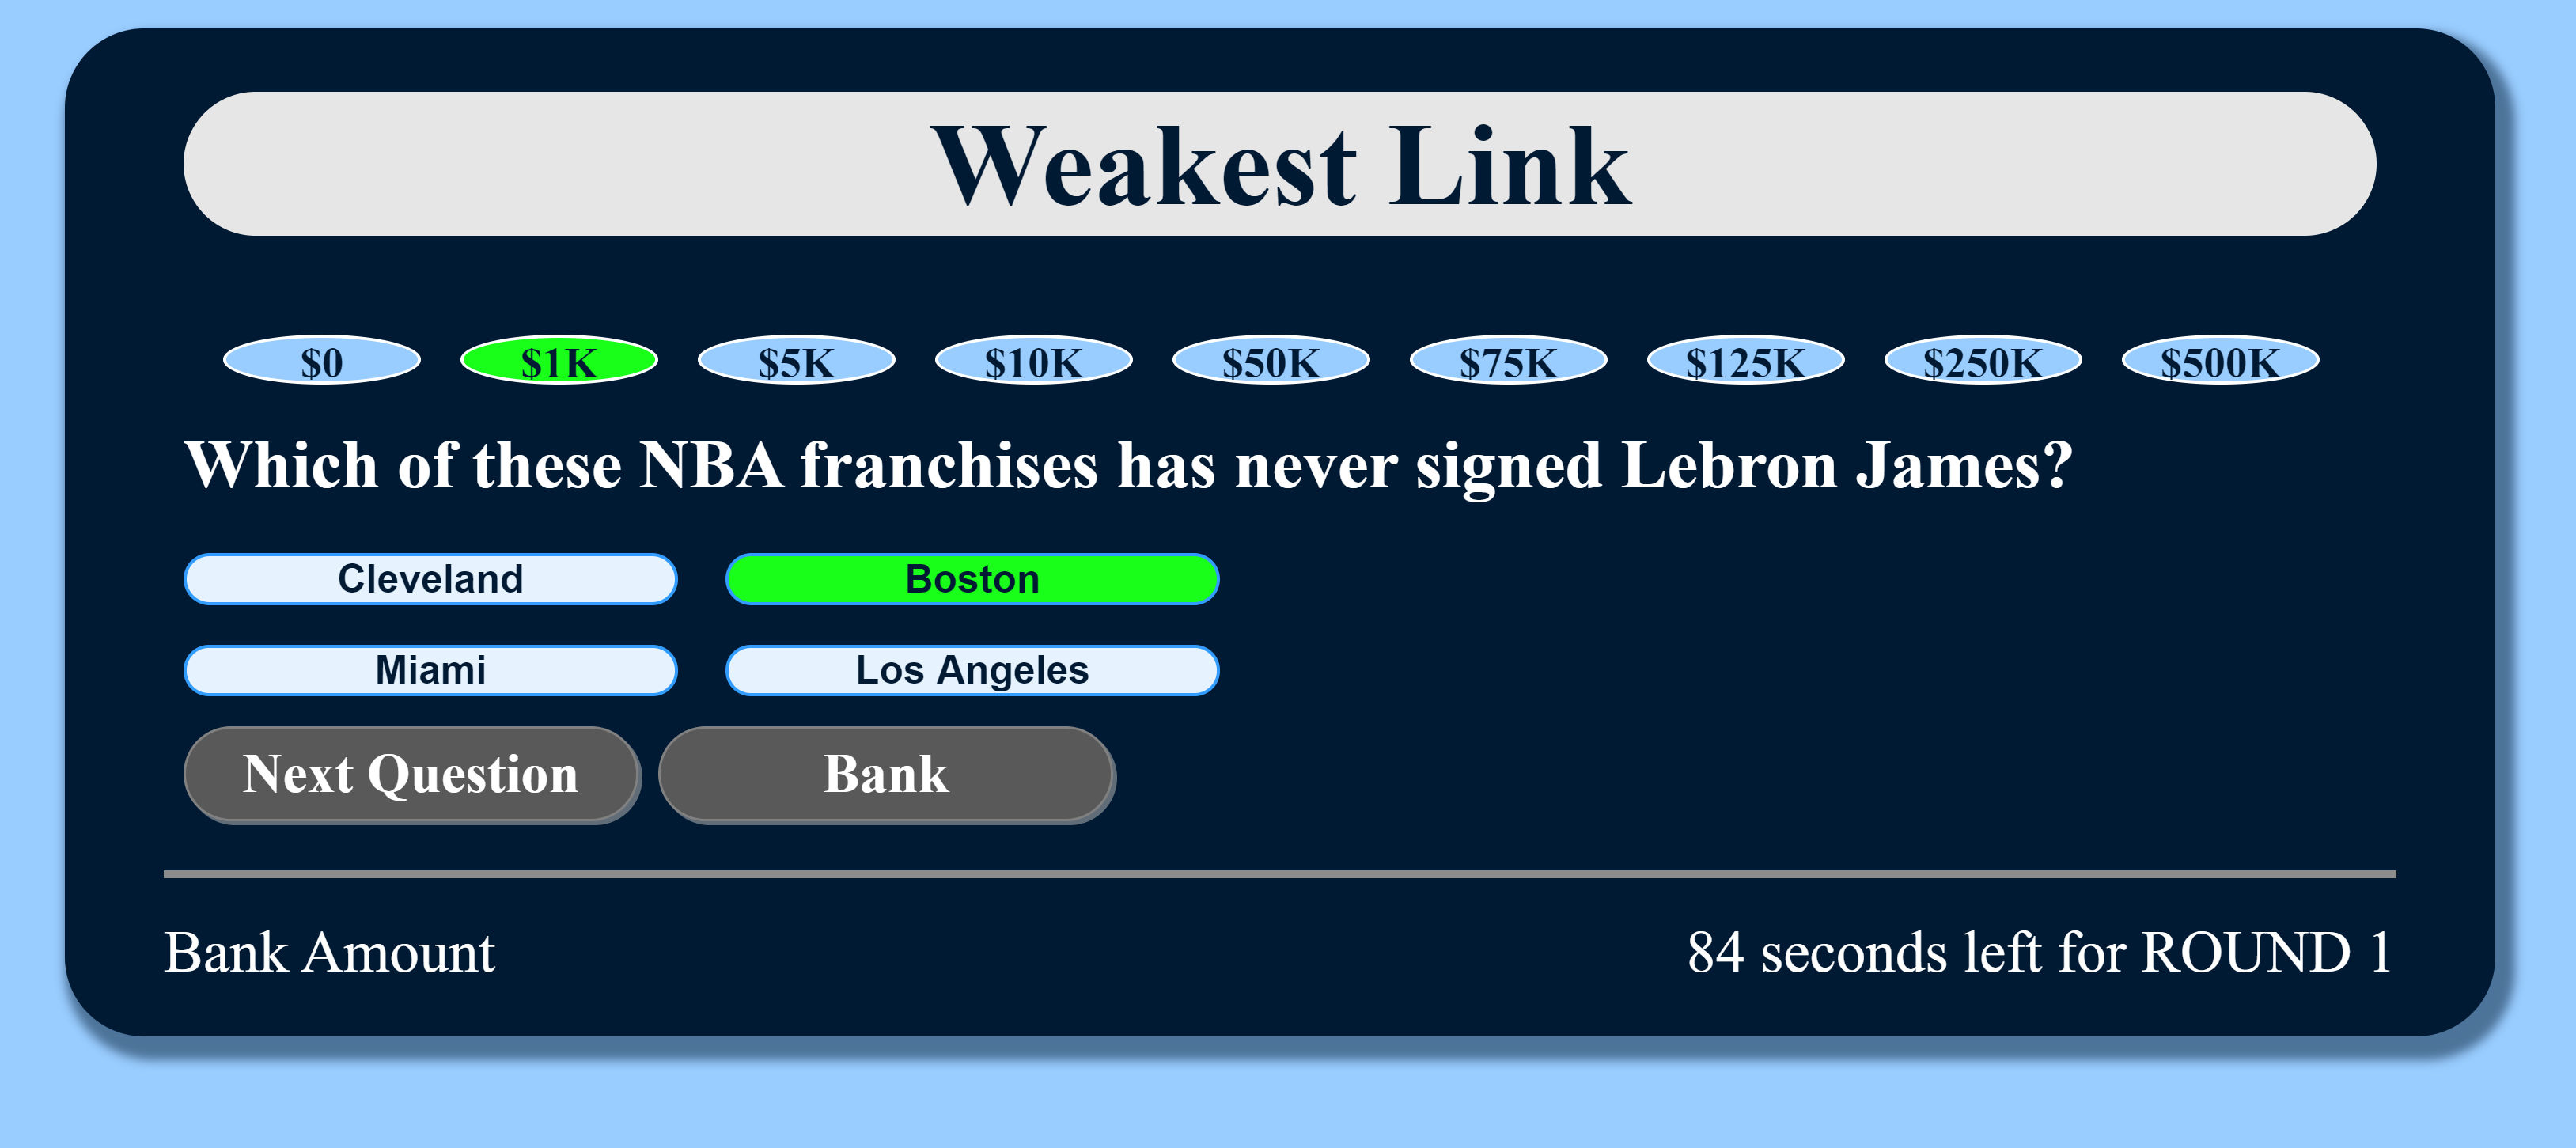 Weakest Link
$0 $1K $5K $10K $50K $75K $125K $250K $500K
Which of these NBA franchises has never signed Lebron James?
Cleveland Boston
Miami Los Angeles
Next Question Bank
Bank Amount 84 seconds left for ROUND 1